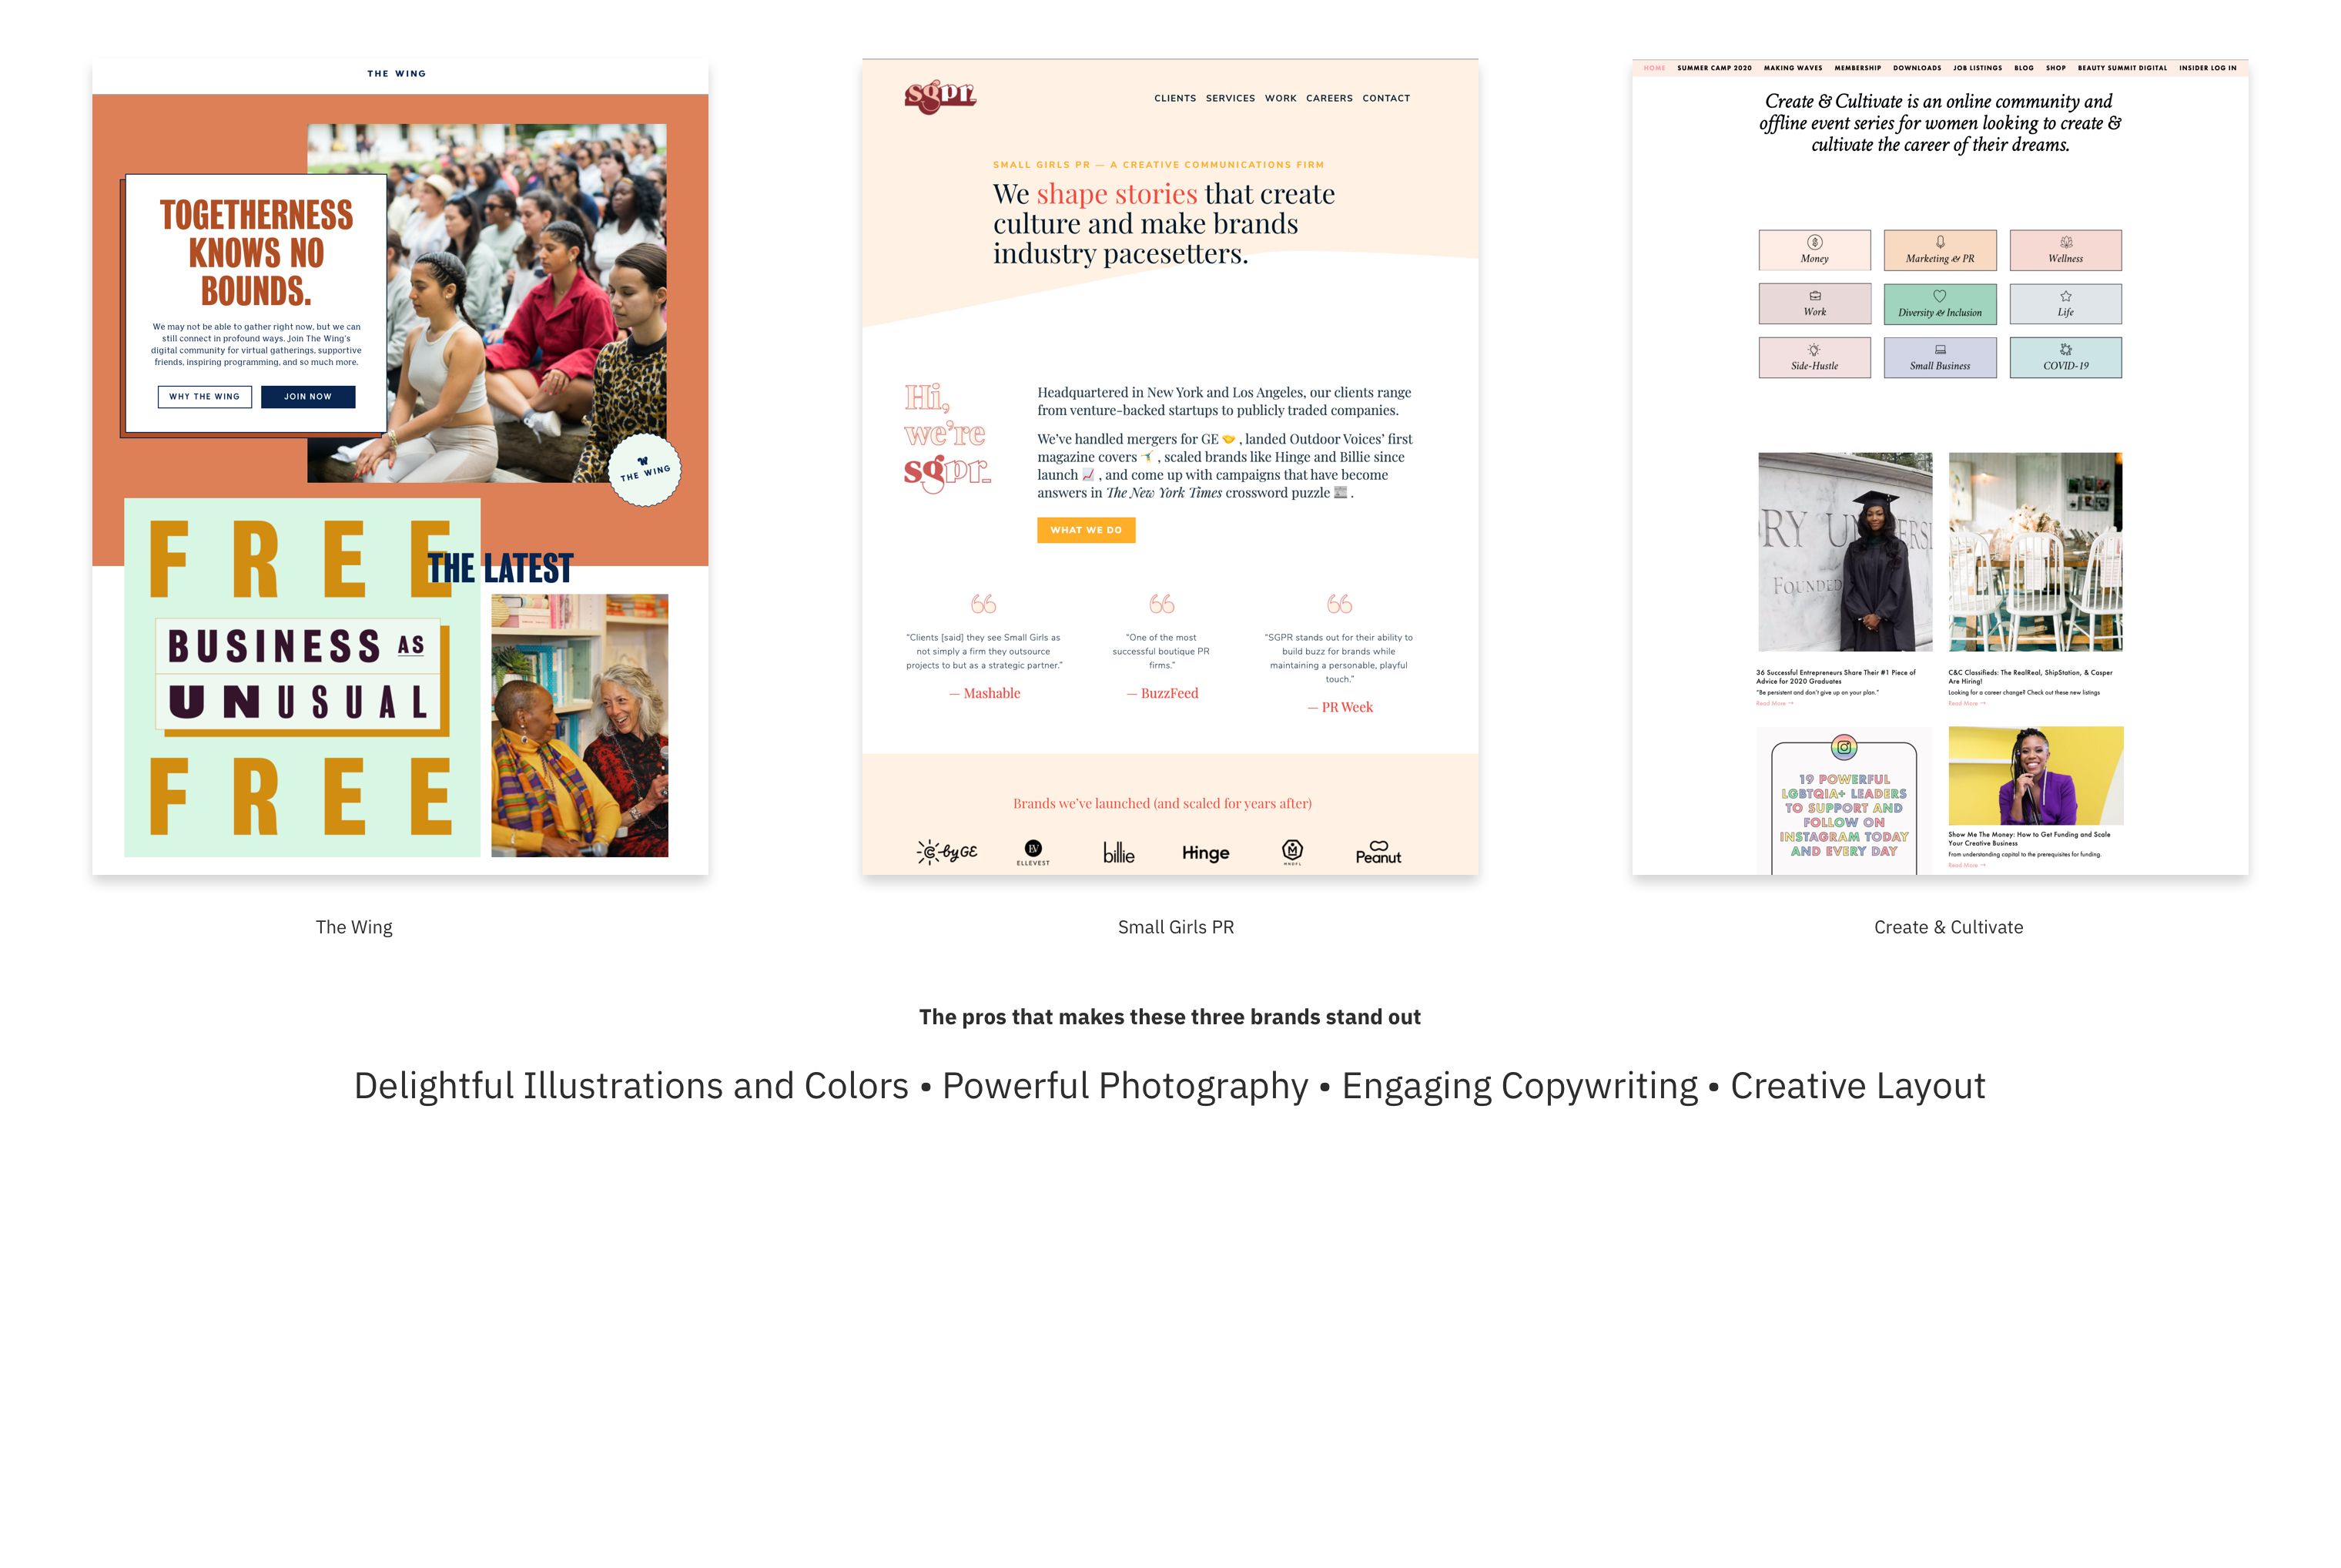 THE WING
TOGETHERNESS
KNOWS NO
BOUNDS.
We may not be able to gather right now, but we can
still connect in profound ways. Join The Wing's
digital community for virtual gatherings, supportive
friends, inspiring programming, and so much more.
WHY THE WING
JOIN NOW
THE WING
FREE
THE LATEST
BUSINESS AS
UNUSUAL
FREE
The Wing
sgpr.
CLIENTS SERVICES WORK CAREERS CONTACT
SMALL GIRLS PR — A CREATIVE COMMUNICATIONS FIRM
We shape stories that create
culture and make brands
industry pacesetters.
Hi,
we're
sgpr.
Headquartered in New York and Los Angeles, our clients range
from venture-backed startups to publicly traded companies.
We've handled mergers for GE 🤝 , landed Outdoor Voices' first
magazine covers 🤸 , scaled brands like Hinge and Billie since
launch 📈 , and come up with campaigns that have become
answers in The New York Times crossword puzzle 📰 .
WHAT WE DO
"Clients [said] they see Small Girls as
not simply a firm they outsource
projects to but as a strategic partner."
— Mashable
"One of the most
successful boutique PR
firms."
— BuzzFeed
"SGPR stands out for their ability to
build buzz for brands while
maintaining a personable, playful
touch."
— PR Week
Brands we've launched (and scaled for years after)
C by GE
EV
ELLEVEST
billie
Hinge
M
MNDFL
Peanut
Small Girls PR
HOME SUMMER CAMP 2020 MAKING WAVES MEMBERSHIP DOWNLOADS JOB LISTINGS BLOG SHOP BEAUTY SUMMIT DIGITAL INSIDER LOG IN
Create & Cultivate is an online community and
offline event series for women looking to create &
cultivate the career of their dreams.
Money
Marketing & PR
Wellness
Work
Diversity & Inclusion
Life
Side-Hustle
Small Business
COVID-19
RY UNIVERSI
FOUNDED
36 Successful Entrepreneurs Share Their #1 Piece of
Advice for 2020 Graduates
"Be persistent and don't give up on your plan."
Read More →
C&C Classifieds: The RealReal, ShipStation, & Casper
Are Hiring!
Looking for a career change? Check out these new listings
19 POWERFUL
LGBTQIA+ LEADERS
TO SUPPORT AND
FOLLOW ON
INSTAGRAM TODAY
AND EVERY DAY
Read More →
Show Me The Money: How to Get Funding and Scale
Your Creative Business
From understanding capital to the prerequisites for funding.
Read More →
Create & Cultivate
The pros that makes these three brands stand out
Delightful Illustrations and Colors • Powerful Photography • Engaging Copywriting • Creative Layout